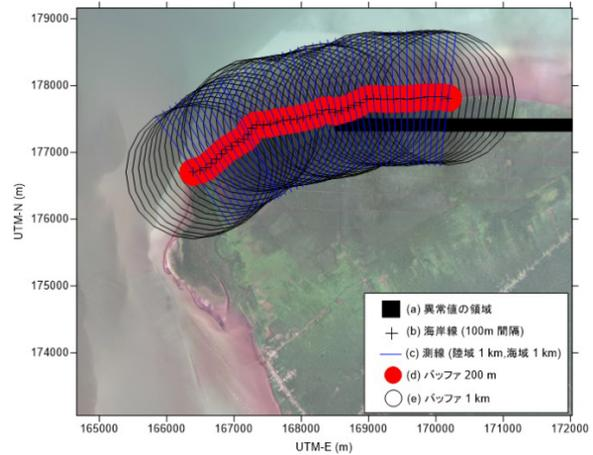 179000
178000
177000
176000
175000
174000
UTM-N (m)
(a) 異常値の領域
(b) 海岸線 (100m 間隔)
(c) 測線 (陸域 1 km,海域 1 km)
(d) バッファ 200 m
(e) バッファ 1 km
165000 166000 167000 168000 169000 170000 171000 172000
UTM-E (m)